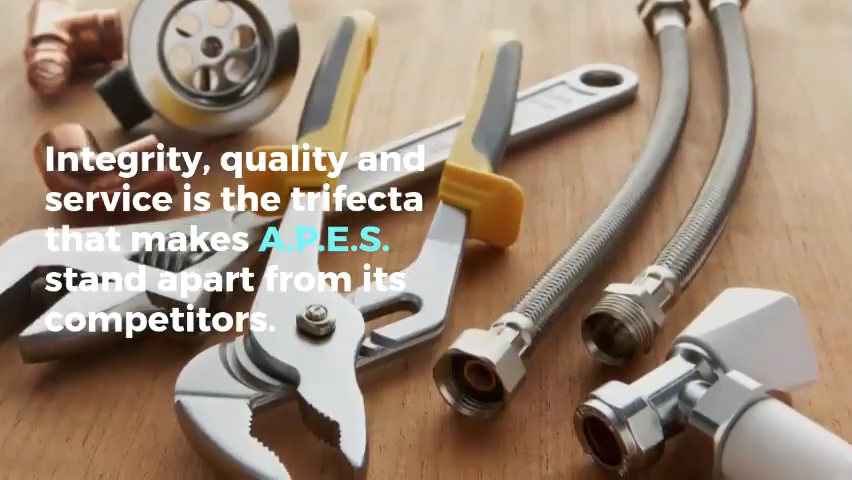 Integrity, quality and
service is the trifecta
that makes A.P.E.S.
stand apart from its
competitors.